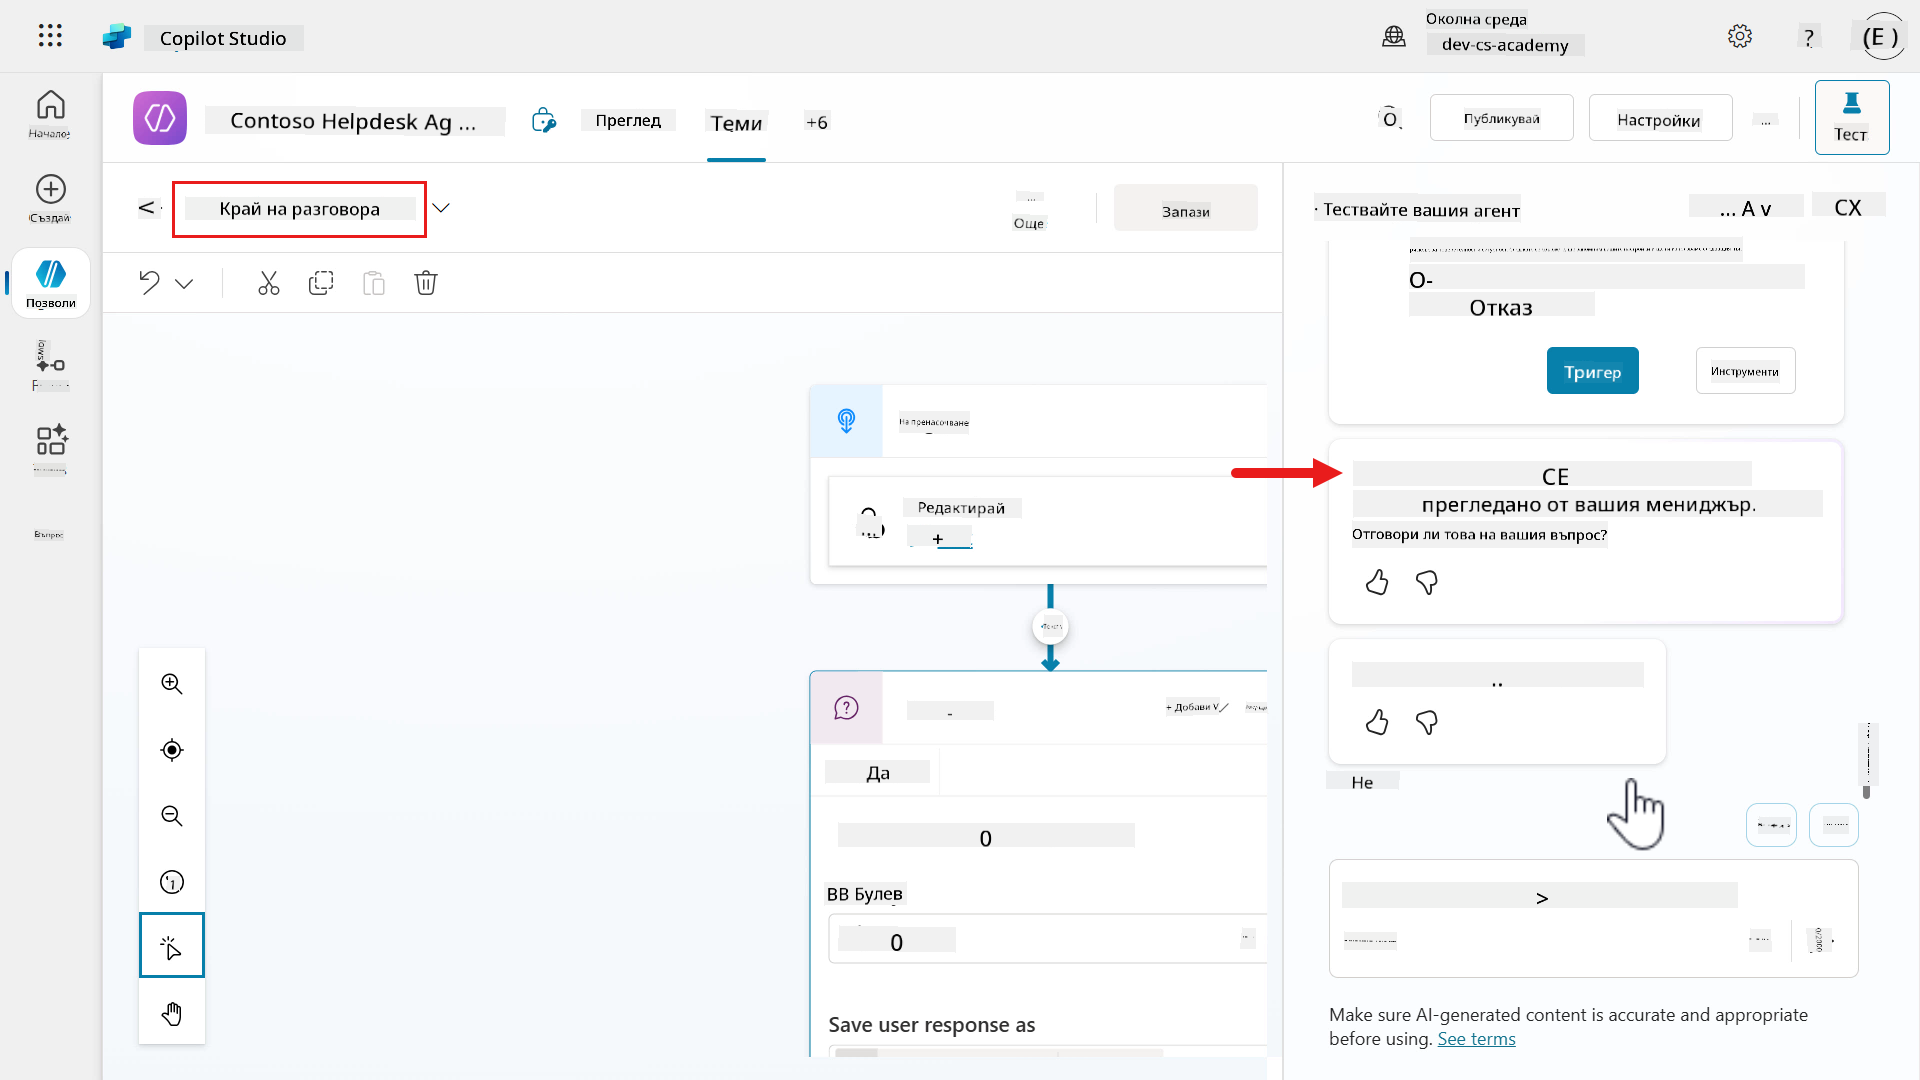 Copilot Studio
Околна среда
dev-cs-academy
?
(E )
Начало
Създай
Позволи
Въпрос
Contoso Helpdesk Ag ...
Преглед
Теми
+6
Публикувай
Настройки
...
Тест
<
Край на разговора
...
Още
Запази
На пренасочване
Редактирай
+
+ Добави V
Да
0
BB Булев
0
Save user response as
Тествайте вашия агент
... A v
CX
O-
Отказ
Тригер
Инструменти
CE
прегледано от вашия мениджър.
Отговори ли това на вашия въпрос?
..
Не
>
0/2000
Make sure AI-generated content is accurate and appropriate
before using. See terms